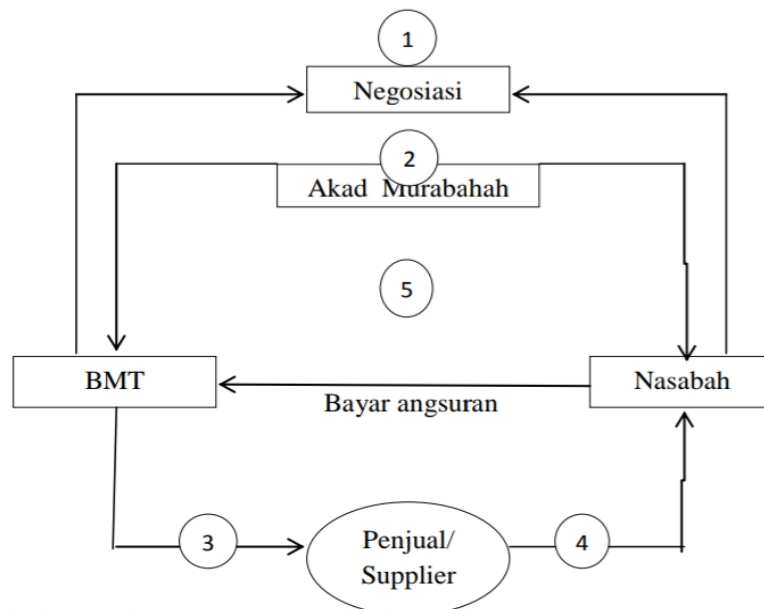 1
Negosiasi
2
Akad Murabahah
5
BMT
Nasabah
Bayar angsuran
3
Penjual/
Supplier
4